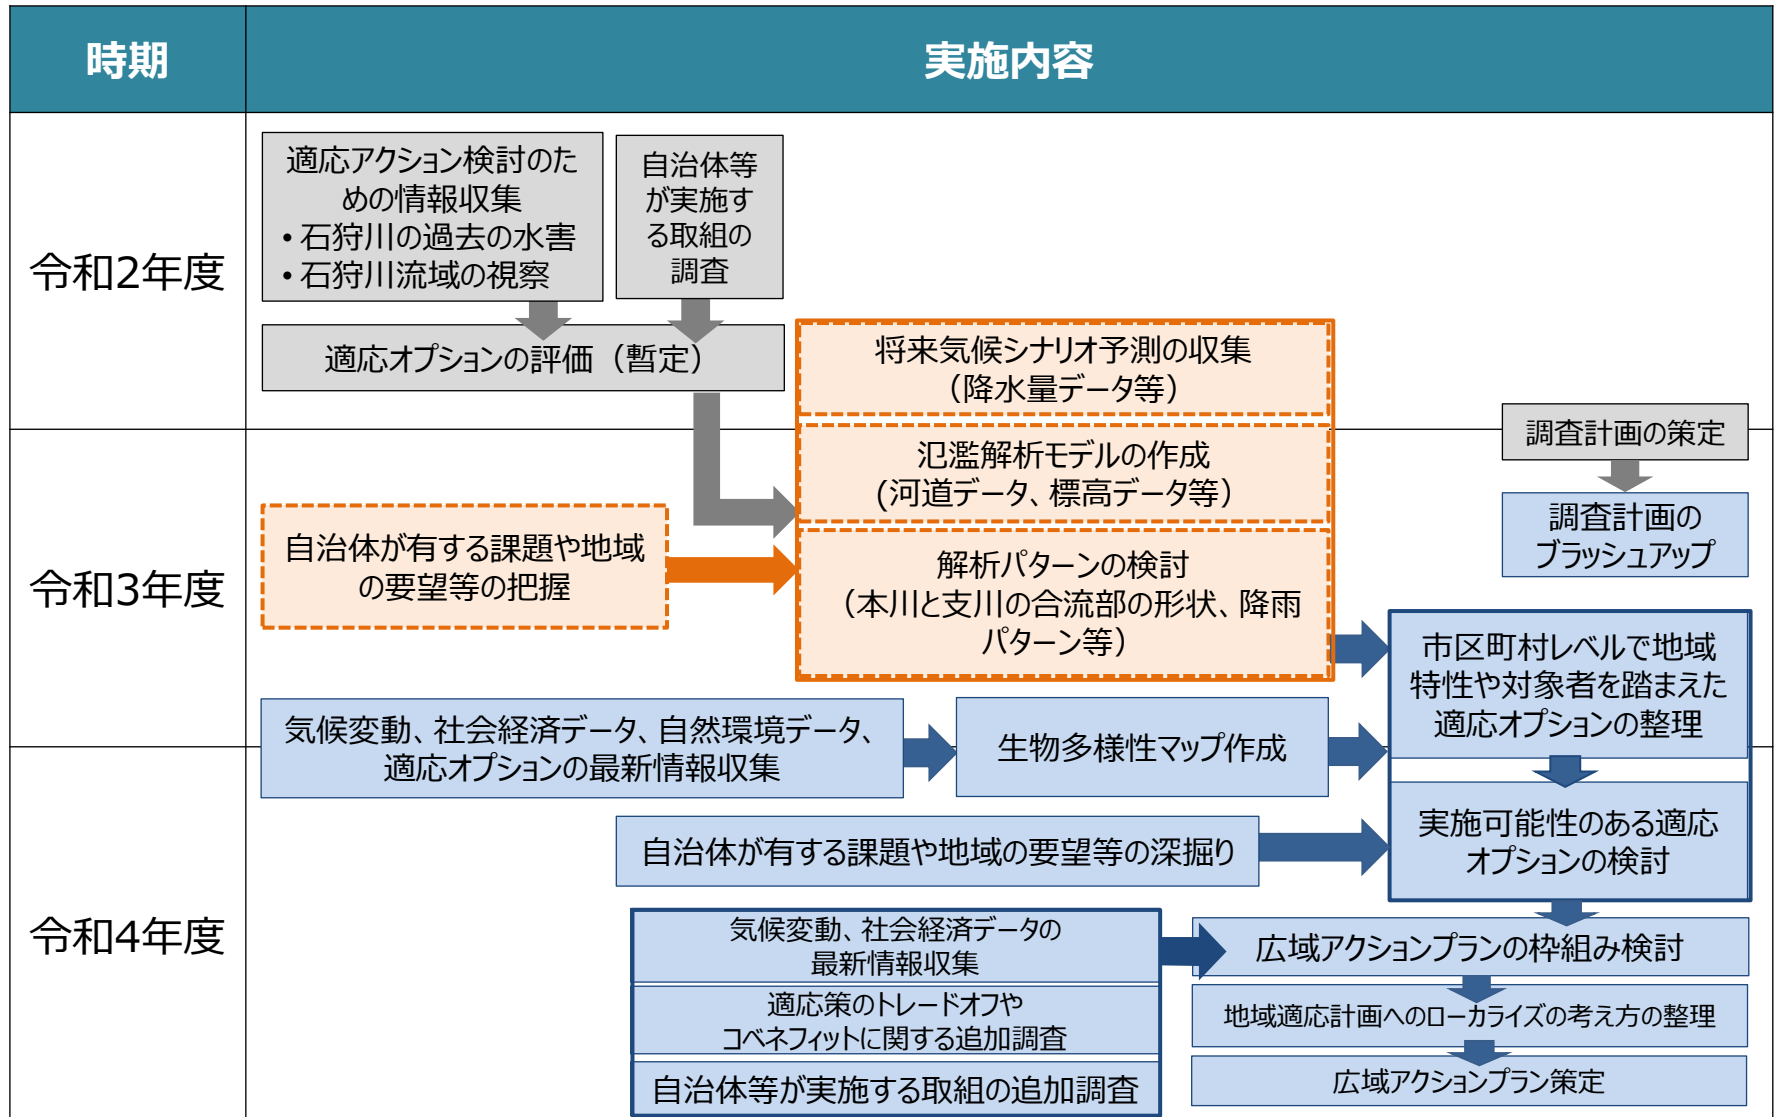 時期
実施内容
令和2年度
適応アクション検討のた
めの情報収集
•石狩川の過去の水害
•石狩川流域の視察
自治体等
が実施す
る取組の
調査
適応オプションの評価（暫定）
将来気候シナリオ予測の収集
（降水量データ等）
氾濫解析モデルの作成
(河道データ、標高データ等）
解析パターンの検討
（本川と支川の合流部の形状、降雨
パターン等）
調査計画の策定
調査計画の
ブラッシュアップ
令和3年度
自治体が有する課題や地域
の要望等の把握
市区町村レベルで地域
特性や対象者を踏まえた
適応オプションの整理
気候変動、社会経済データ、自然環境データ、
適応オプションの最新情報収集
生物多様性マップ作成
実施可能性のある適応
オプションの検討
自治体が有する課題や地域の要望等の深掘り
令和4年度
気候変動、社会経済データの
最新情報収集
適応策のトレードオフや
コベネフィットに関する追加調査
自治体等が実施する取組の追加調査
広域アクションプランの枠組み検討
地域適応計画へのローカライズの考え方の整理
広域アクションプラン策定